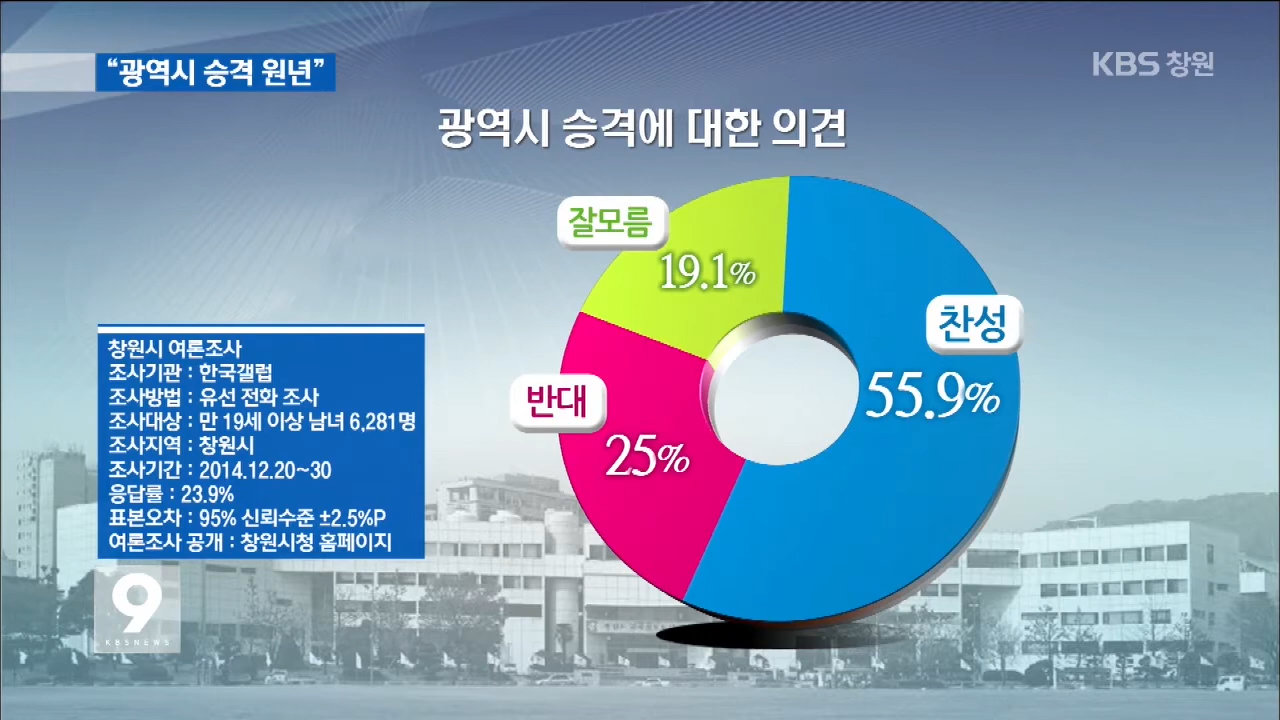 “광역시 승격 원년”
KBS 창원
광역시 승격에 대한 의견
잘모름
19.1%
찬성
55.9%
반대
25%
창원시 여론조사
조사기관 : 한국갤럽
조사방법 : 유선 전화 조사
조사대상 : 만 19세 이상 남녀 6,281명
조사지역 : 창원시
조사기간 : 2014.12.20~30
응답률 : 23.9%
표본오차 : 95% 신뢰수준 ±2.5%P
여론조사 공개 : 창원시청 홈페이지
9
KBSNEWS